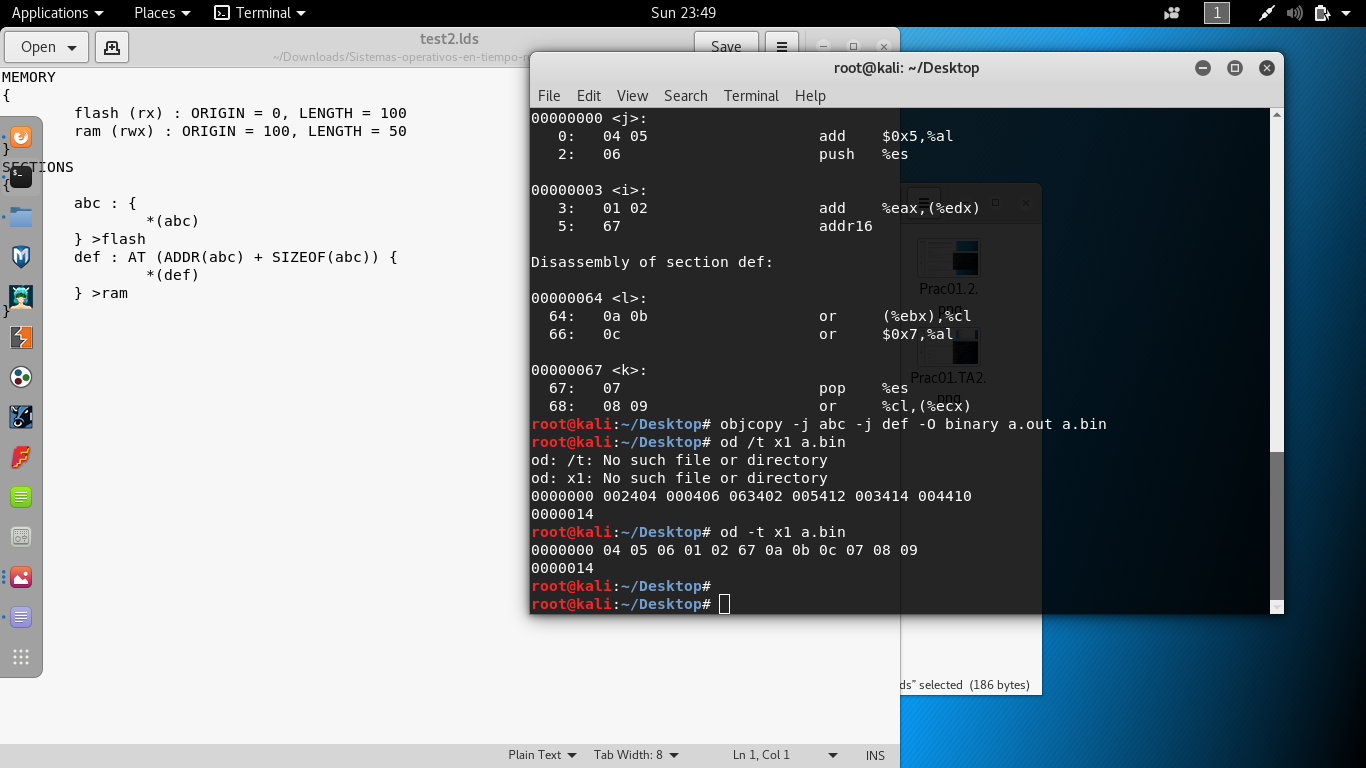 Applications Places Terminal Sun 23:49 1
Open test2.lds Save
~/Downloads/Sistemas-operativos-en-tiempo-r
MEMORY
{
flash (rx) : ORIGIN = 0, LENGTH = 100
ram (rwx) : ORIGIN = 100, LENGTH = 50
}
SECTIONS
{
abc : {
*(abc)
} >flash
def : AT (ADDR(abc) + SIZEOF(abc)) {
*(def)
} >ram
}
Plain Text Tab Width: 8 Ln 1, Col 1 INS
root@kali: ~/Desktop
File Edit View Search Terminal Help
00000000 <j>:
0: 04 05 add $0x5,%al
2: 06 push %es
00000003 <i>:
3: 01 02 add %eax,(%edx)
5: 67 addr16
Disassembly of section def:
00000064 <l>:
64: 0a 0b or (%ebx),%cl
66: 0c or $0x7,%al
00000067 <k>:
67: 07 pop %es
68: 08 09 or %cl,(%ecx)
root@kali:~/Desktop# objcopy -j abc -j def -O binary a.out a.bin
root@kali:~/Desktop# od /t x1 a.bin
od: /t: No such file or directory
od: x1: No such file or directory
0000000 002404 000406 063402 005412 003414 004410
0000014
root@kali:~/Desktop# od -t x1 a.bin
0000000 04 05 06 01 02 67 0a 0b 0c 07 08 09
0000014
root@kali:~/Desktop#
root@kali:~/Desktop#
Prac01.2.
png
Prac01.TA2.
png
ds" selected (186 bytes)